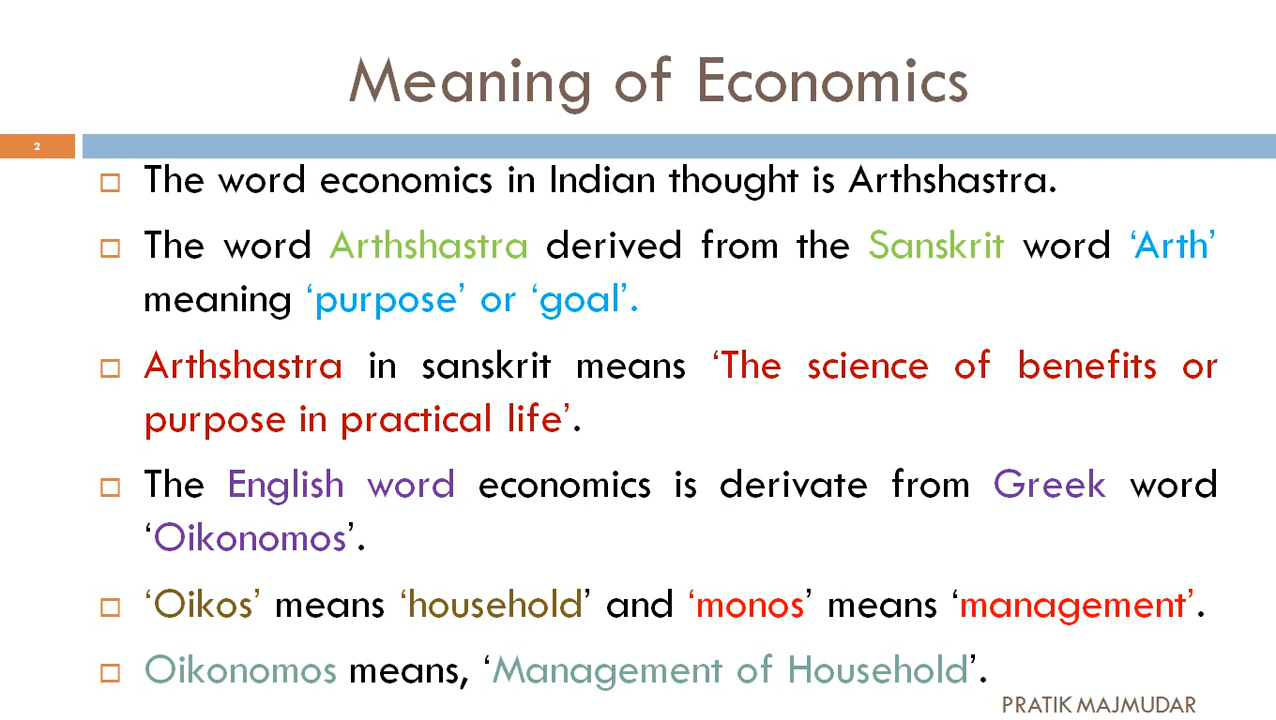 Meaning of Economics
2
The word economics in Indian thought is Arthshastra.
The word Arthshastra derived from the Sanskrit word ‘Arth’
meaning ‘purpose’ or ‘goal’.
Arthshastra in sanskrit means ‘The science of benefits or
purpose in practical life’.
The English word economics is derivate from Greek word
‘Oikonomos’.
‘Oikos’ means ‘household’ and ‘monos’ means ‘management’.
Oikonomos means, ‘Management of Household’.
PRATIK MAJMUDAR